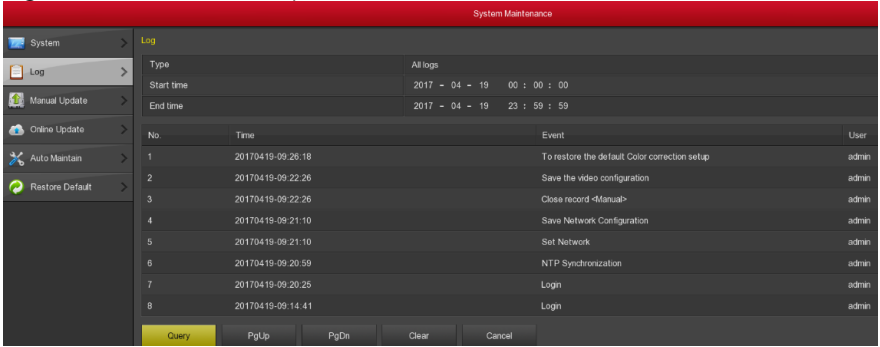 System Maintenance
System >
Log
Log >
Type All logs
Start time 2017 - 04 - 19 00 : 00 : 00
Manual Update >
End time 2017 - 04 - 19 23 : 59 : 59
Online Update >
No. Time Event User
Auto Maintain >
1 20170419-09:26:18 To restore the default Color correction setup admin
Restore Default >
2 20170419-09:22:26 Save the video configuration admin
3 20170419-09:22:26 Close record <Manual> admin
4 20170419-09:21:10 Save Network Configuration admin
5 20170419-09:21:10 Set Network admin
6 20170419-09:20:59 NTP Synchronization admin
7 20170419-09:20:25 Login admin
8 20170419-09:14:41 Login admin
Query PgUp PgDn Clear Cancel